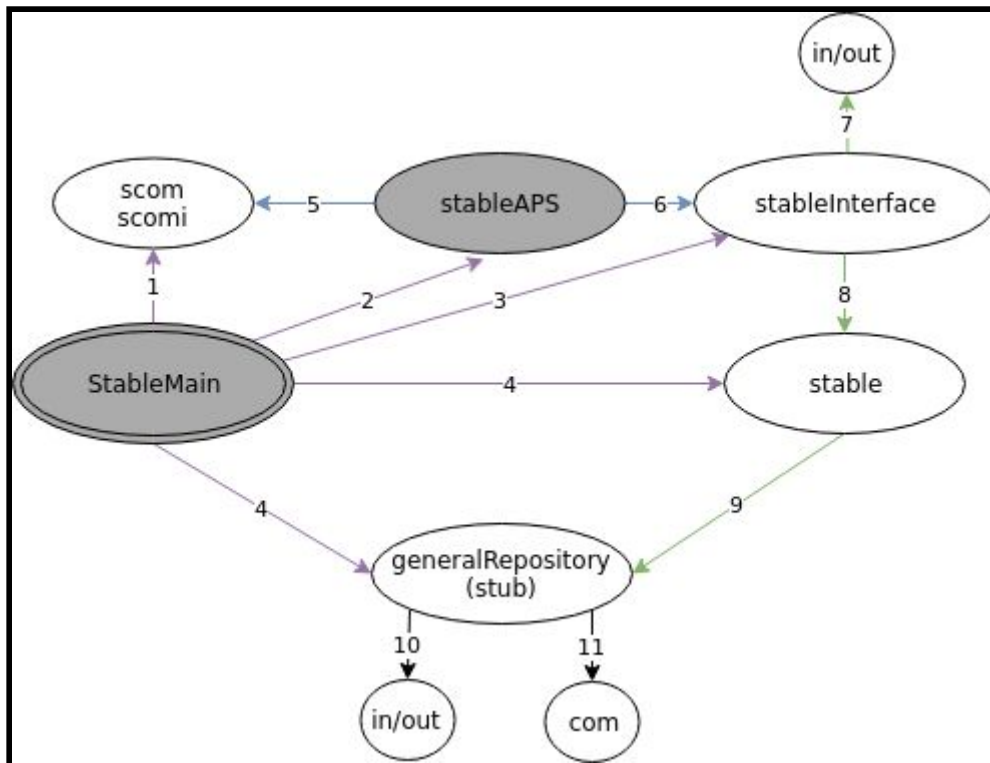 in/out
7
scom
scomi
5
stableAPS
6
stableInterface
1
2
3
8
StableMain
4
stable
4
9
generalRepository
(stub)
10
11
in/out
com